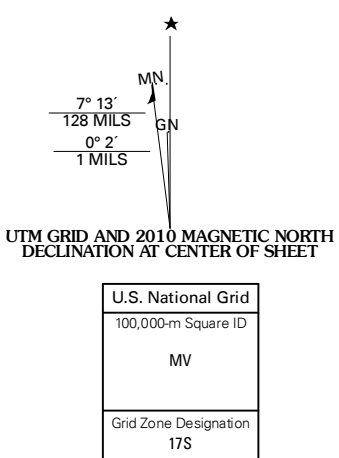 ★
M.N.
7° 13´
128 MILS
GN
0° 2´
1 MILS
UTM GRID AND 2010 MAGNETIC NORTH
DECLINATION AT CENTER OF SHEET
U.S. National Grid
100,000-m Square ID
MV
Grid Zone Designation
17S